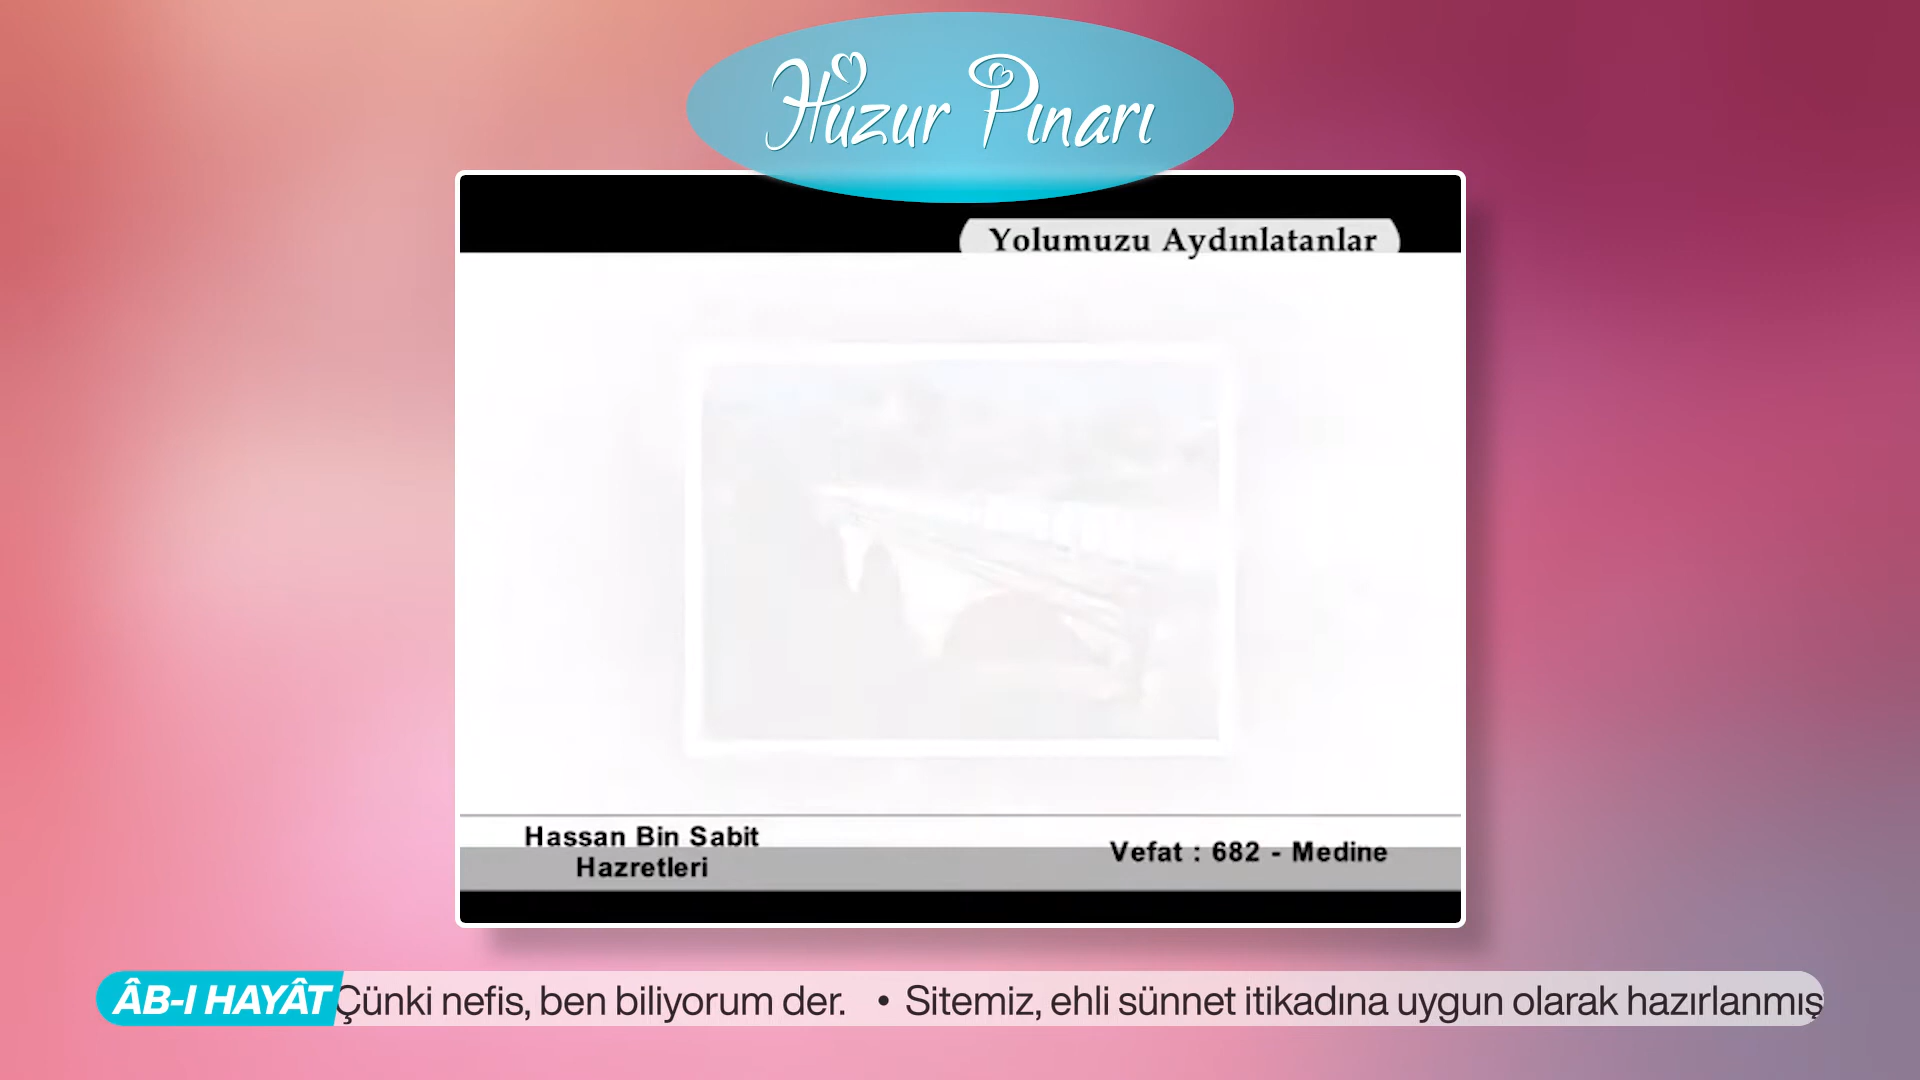 Huzur Pınarı
Yolumuzu Aydınlatanlar
Hassan Bin Sabit
Hazretleri
Vefat : 682 - Medine
ÂB-I HAYÂT Çünki nefis, ben biliyorum der. • Sitemiz, ehli sünnet itikadına uygun olarak hazırlanmış